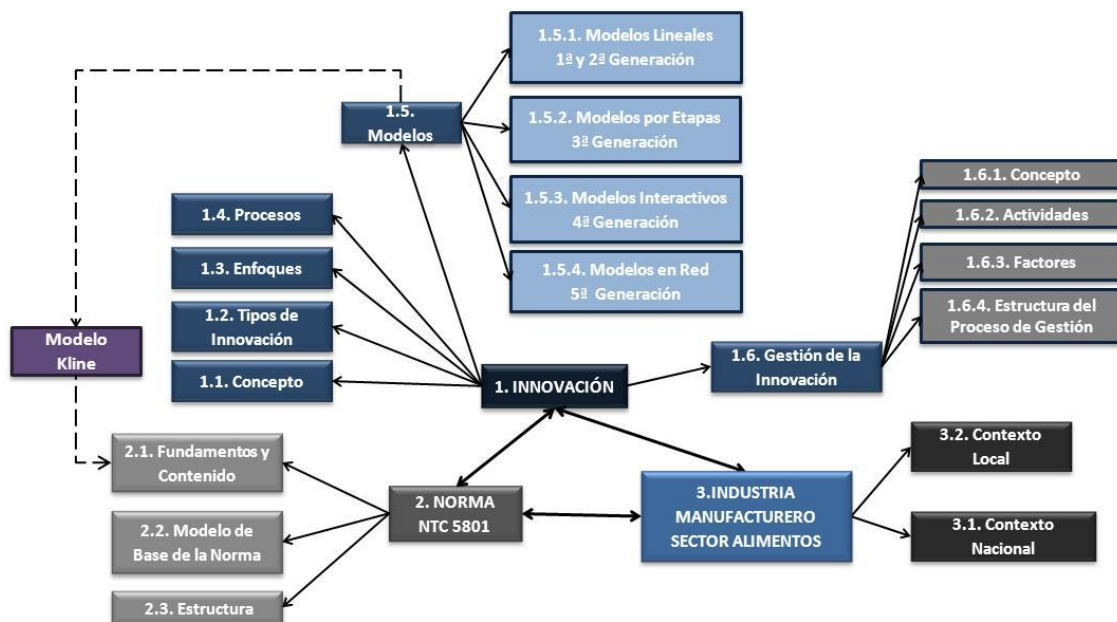 1.5.1. Modelos Lineales
1ª y 2ª Generación
1.5.
Modelos
1.5.2. Modelos por Etapas
3ª Generación
1.5.3. Modelos Interactivos
4ª Generación
1.5.4. Modelos en Red
5ª Generación
1.6.1. Concepto
1.6.2. Actividades
1.6.3. Factores
1.6.4. Estructura del
Proceso de Gestión
1.4. Procesos
1.3. Enfoques
1.2. Tipos de
Innovación
1.1. Concepto
Modelo
Kline
1. INNOVACIÓN
1.6. Gestión de la
Innovación
2.1. Fundamentos y
Contenido
2.2. Modelo de
Base de la Norma
2.3. Estructura
2. NORMA
NTC 5801
3.INDUSTRIA
MANUFACTURERO
SECTOR ALIMENTOS
3.2. Contexto
Local
3.1. Contexto
Nacional